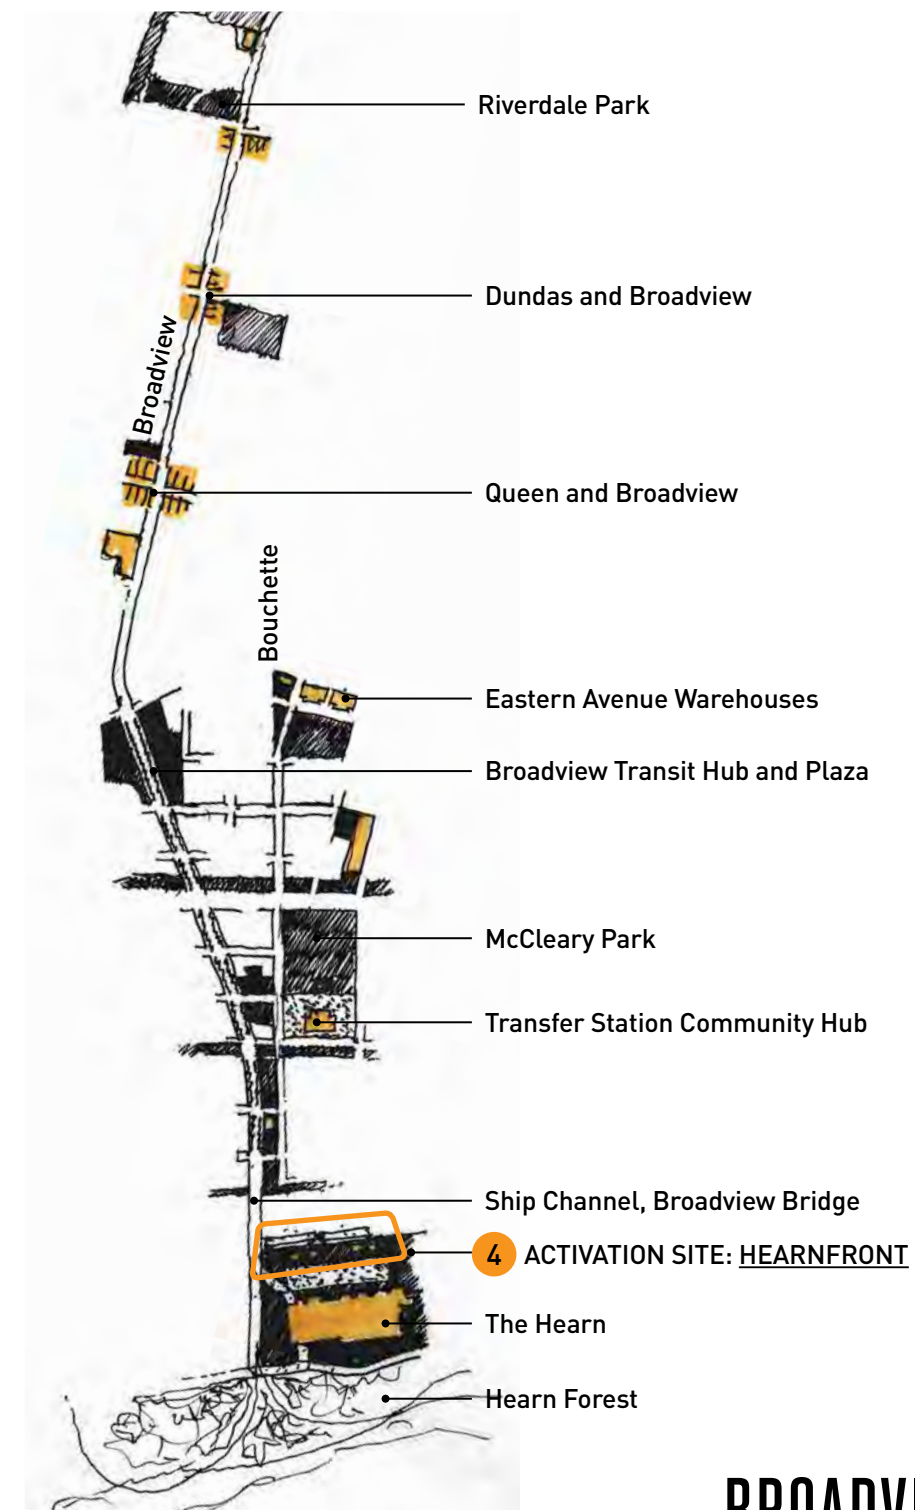 Riverdale Park
Dundas and Broadview
Broadview
Queen and Broadview
Bouchette
Eastern Avenue Warehouses
Broadview Transit Hub and Plaza
McCleary Park
Transfer Station Community Hub
Ship Channel, Broadview Bridge
4 ACTIVATION SITE: HEARNFRONT
The Hearn
Hearn Forest